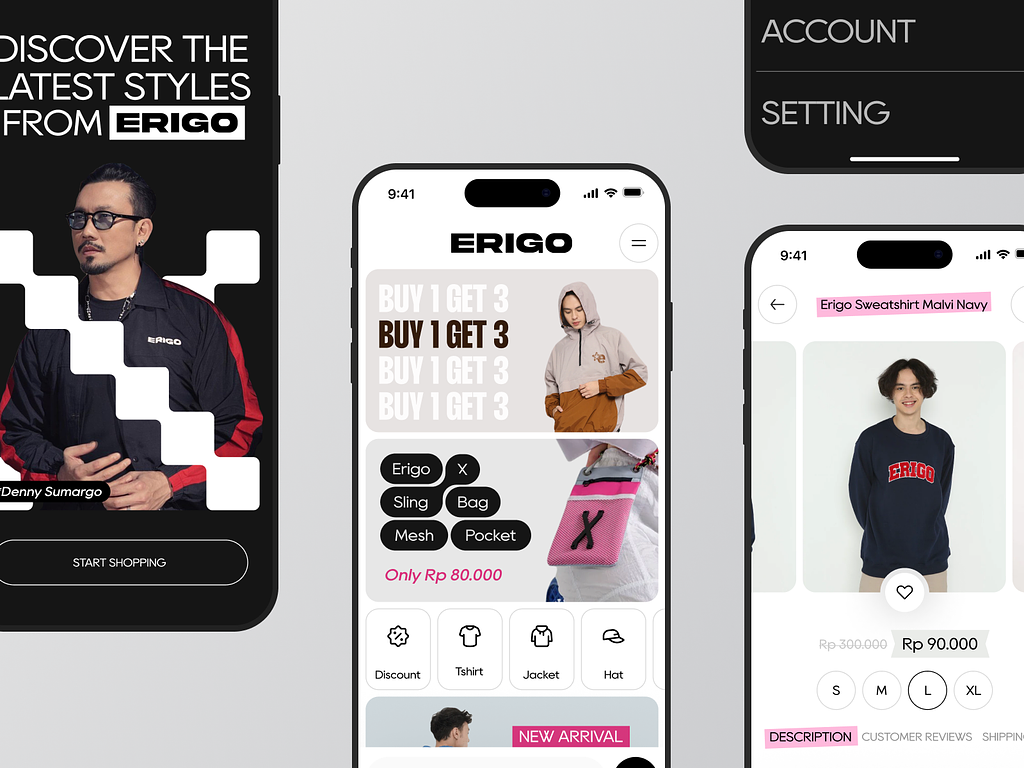 DISCOVER THE
LATEST STYLES
FROM ERIGO
ERIGO
Denny Sumargo
START SHOPPING
9:41
ERIGO
BUY 1 GET 3
BUY 1 GET 3
BUY 1 GET 3
BUY 1 GET 3
Erigo X
Sling Bag
Mesh Pocket
Only Rp 80.000
X
Discount Tshirt Jacket Hat
NEW ARRIVAL
ACCOUNT
SETTING
9:41
Erigo Sweatshirt Malvi Navy
ERIGO
Rp 300.000 Rp 90.000
S M L XL
DESCRIPTION CUSTOMER REVIEWS